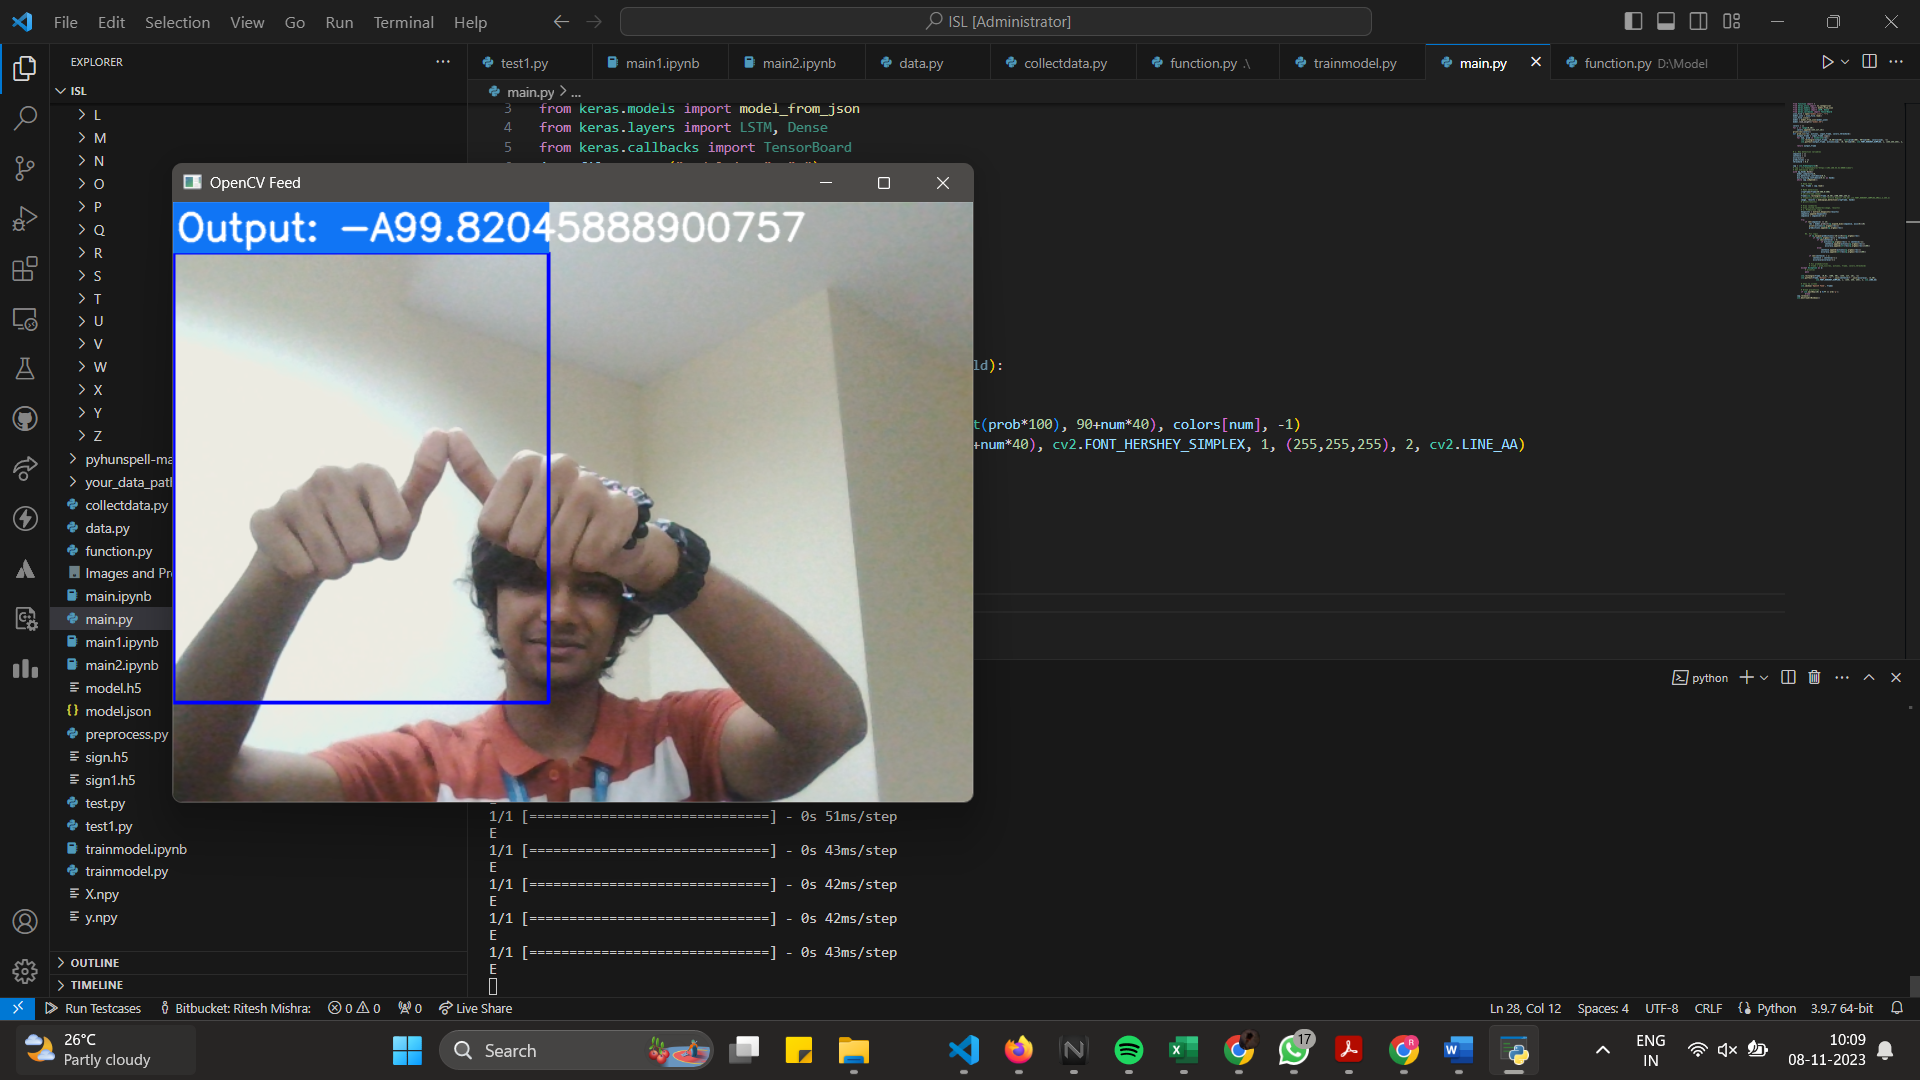 File Edit Selection View Go Run Terminal Help
ISL [Administrator]
EXPLORER
ISL
L
M
N
O
P
Q
R
S
T
U
V
W
X
Y
Z
pyhunspell-ma
your_data_path
collectdata.py
data.py
function.py
Images and Pr
main.ipynb
main.py
main1.ipynb
main2.ipynb
model.h5
model.json
preprocess.py
sign.h5
sign1.h5
test.py
test1.py
trainmodel.ipynb
trainmodel.py
X.npy
y.npy
OUTLINE
TIMELINE
test1.py main1.ipynb main2.ipynb data.py collectdata.py function.py .\ trainmodel.py main.py function.py D:\Model
main.py > ...
3 from keras.models import model_from_json
4 from keras.layers import LSTM, Dense
5 from keras.callbacks import TensorBoard
OpenCV Feed
Output: -A99.82045888900757
ld):
t(prob*100), 90+num*40), colors[num], -1)
+num*40), cv2.FONT_HERSHEY_SIMPLEX, 1, (255,255,255), 2, cv2.LINE_AA)
python
1/1 [==============================] - 0s 51ms/step
E
1/1 [==============================] - 0s 43ms/step
E
1/1 [==============================] - 0s 42ms/step
E
1/1 [==============================] - 0s 42ms/step
E
1/1 [==============================] - 0s 43ms/step
E
Run Testcases Bitbucket: Ritesh Mishra: 0 0 0 Live Share
Ln 28, Col 12 Spaces: 4 UTF-8 CRLF Python 3.9.7 64-bit
26°C
Partly cloudy
Search
17
ENG
IN
10:09
08-11-2023